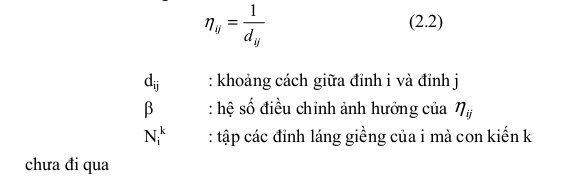 η_ij = 1 / d_ij (2.2)
d_ij : khoảng cách giữa đỉnh i và đỉnh j
β : hệ số điều chỉnh ảnh hưởng của η_ij
N_i^k : tập các đỉnh láng giềng của i mà con kiến k
chưa đi qua